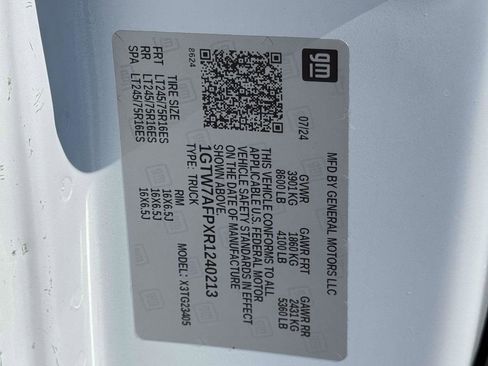 gm
MFD BY GENERAL MOTORS LLC
07/24
GVWR
3901 KG
8600 LB
GAWR FRT
1860 KG
4100 LB
GAWR RR
2431 KG
5360 LB
8624
THIS VEHICLE CONFORMS TO ALL
APPLICABLE U.S. FEDERAL MOTOR
VEHICLE SAFETY STANDARDS IN EFFECT
ON THE DATE OF MANUFACTURE
SHOWN ABOVE.
1GTW7AFPXR1240213
TYPE: TRUCK
MODEL: X3TG23405
TIRE SIZE
RIM
FRT LT245/75R16ES 16X6.5J
RR LT245/75R16ES 16X6.5J
SPA LT245/75R16ES 16X6.5J